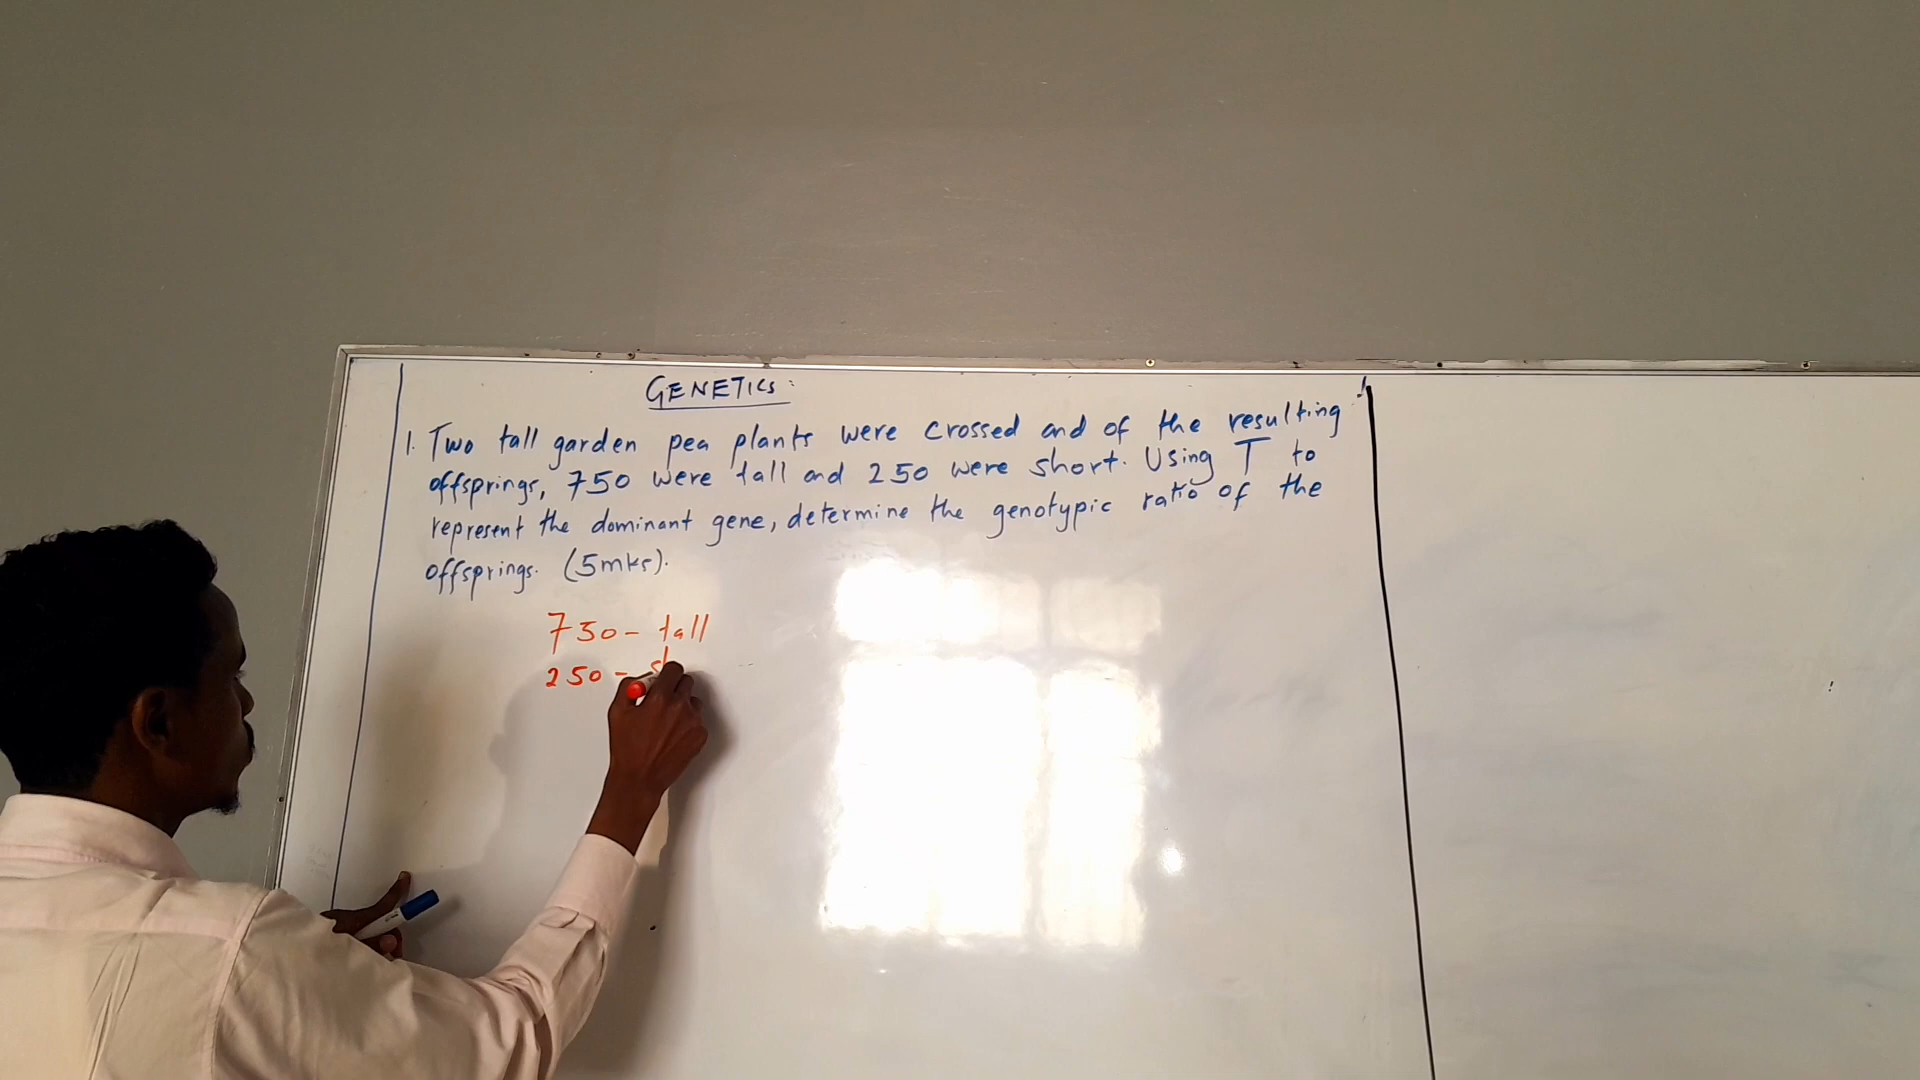 GENETICS:
1. Two tall garden pea plants were crossed and of the resulting
offsprings, 750 were tall and 250 were short. Using T to
represent the dominant gene, determine the genotypic ratio of the
offsprings. (5mks).
750 - tall
250 -